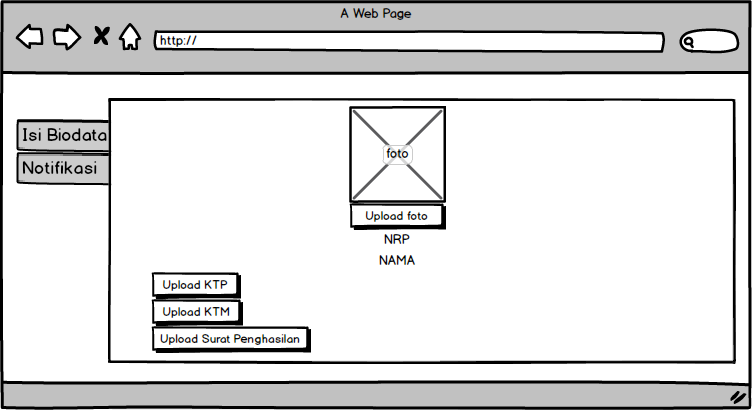 A Web Page
http://
Isi Biodata
Notifikasi
foto
Upload foto
NRP
NAMA
Upload KTP
Upload KTM
Upload Surat Penghasilan